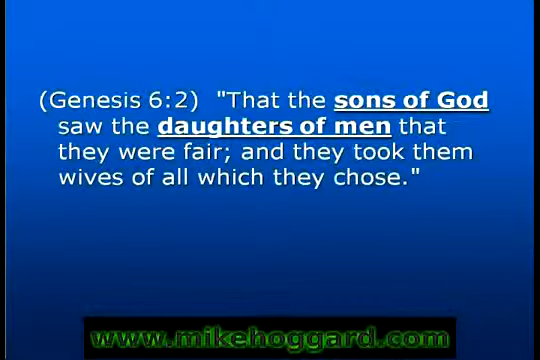 (Genesis 6:2) "That the sons of God
saw the daughters of men that
they were fair; and they took them
wives of all which they chose."
www.mikehoggard.com